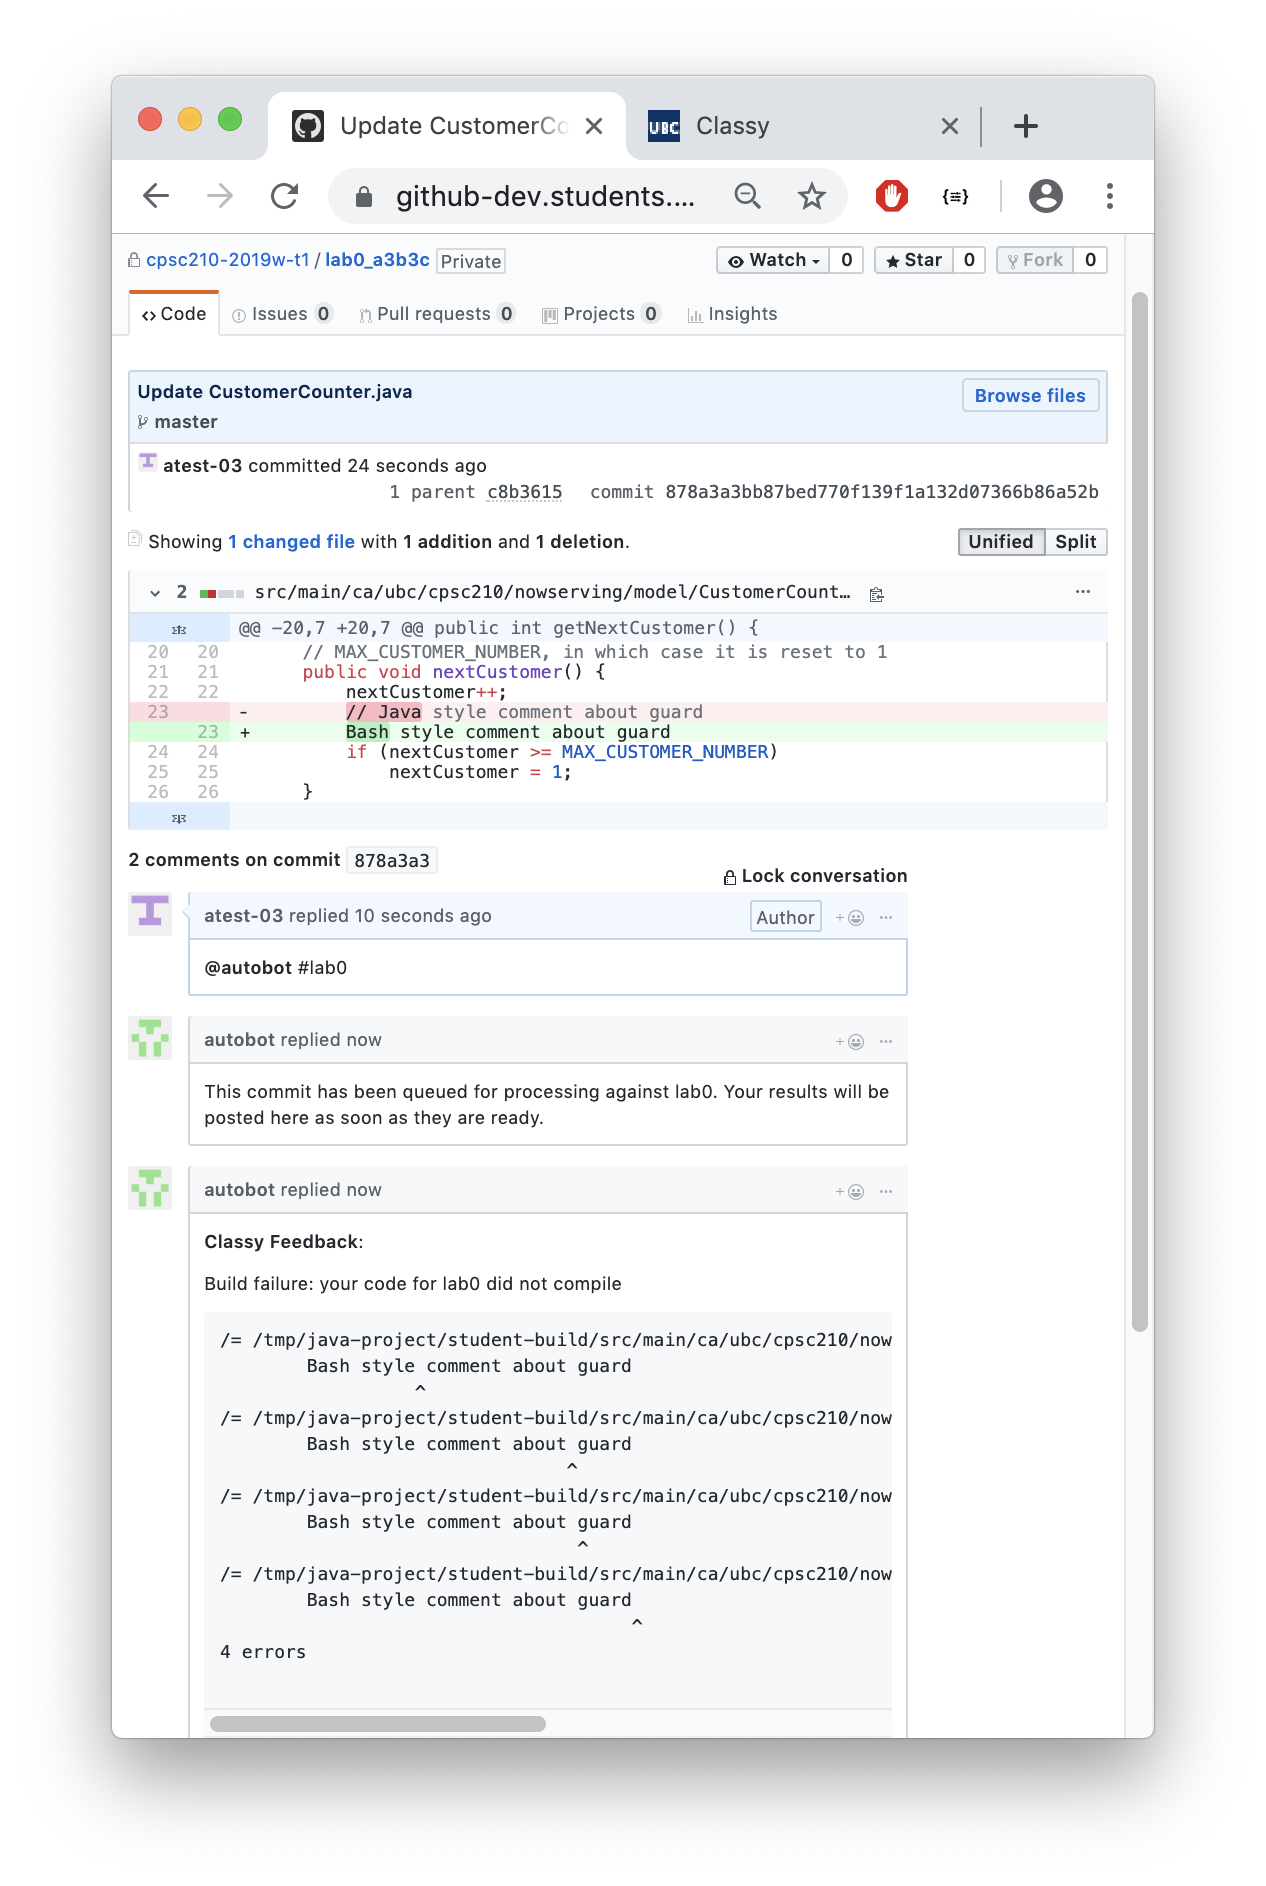 Update CustomerCo
UBC Classy
github-dev.students....
cpsc210-2019w-t1 / lab0_a3b3c Private
Watch 0 Star 0 Fork 0
Code Issues 0 Pull requests 0 Projects 0 Insights
Update CustomerCounter.java
Browse files
master
atest-03 committed 24 seconds ago
1 parent c8b3615 commit 878a3a3bb87bed770f139f1a132d07366b86a52b
Showing 1 changed file with 1 addition and 1 deletion.
Unified Split
2 src/main/ca/ubc/cpsc210/nowserving/model/CustomerCount…
@@ -20,7 +20,7 @@ public int getNextCustomer() {
20 20 // MAX_CUSTOMER_NUMBER, in which case it is reset to 1
21 21 public void nextCustomer() {
22 22 nextCustomer++;
23 - // Java style comment about guard
23 + Bash style comment about guard
24 24 if (nextCustomer >= MAX_CUSTOMER_NUMBER)
25 25 nextCustomer = 1;
26 26 }
2 comments on commit 878a3a3
Lock conversation
atest-03 replied 10 seconds ago
Author
@autobot #lab0
autobot replied now
This commit has been queued for processing against lab0. Your results will be
posted here as soon as they are ready.
autobot replied now
Classy Feedback:
Build failure: your code for lab0 did not compile
/= /tmp/java-project/student-build/src/main/ca/ubc/cpsc210/now
Bash style comment about guard
^
/= /tmp/java-project/student-build/src/main/ca/ubc/cpsc210/now
Bash style comment about guard
^
/= /tmp/java-project/student-build/src/main/ca/ubc/cpsc210/now
Bash style comment about guard
^
/= /tmp/java-project/student-build/src/main/ca/ubc/cpsc210/now
Bash style comment about guard
^
4 errors